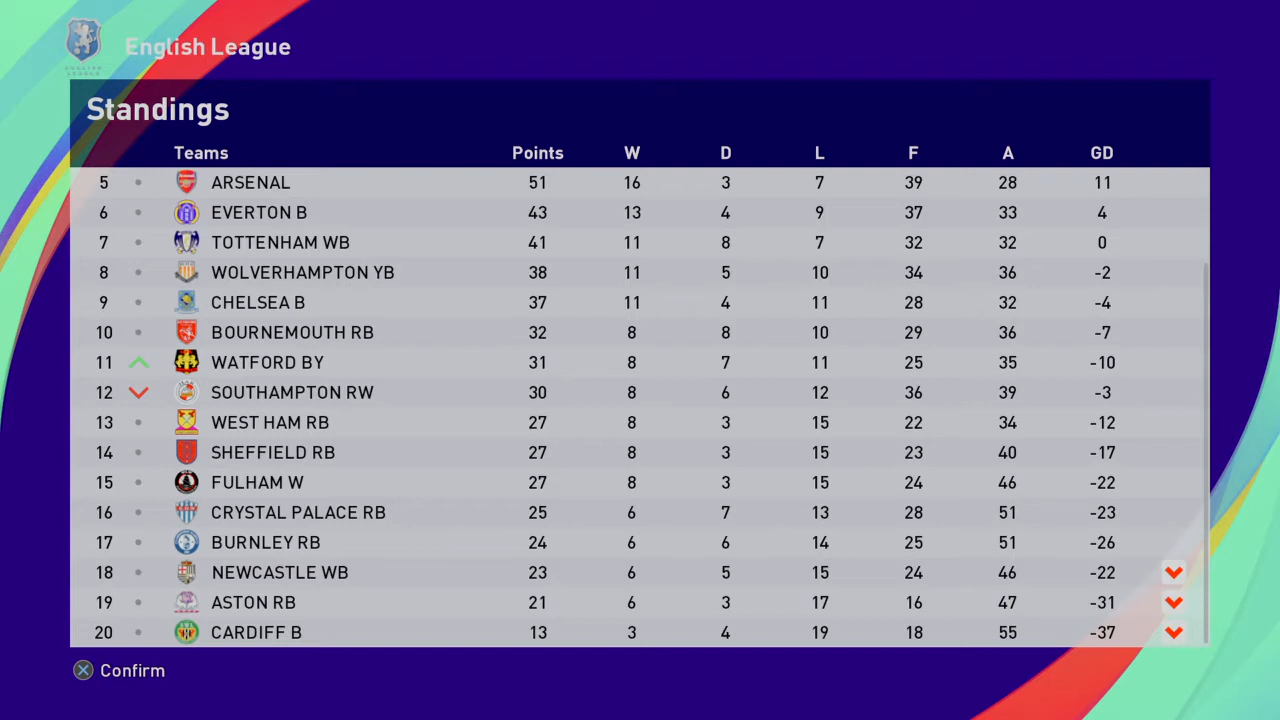 English League
ENGLISH LEAGUE
Standings
Teams Points W D L F A GD
5 ARSENAL 51 16 3 7 39 28 11
6 EVERTON B 43 13 4 9 37 33 4
7 TOTTENHAM WB 41 11 8 7 32 32 0
8 WOLVERHAMPTON YB 38 11 5 10 34 36 -2
9 CHELSEA B 37 11 4 11 28 32 -4
10 BOURNEMOUTH RB 32 8 8 10 29 36 -7
11 WATFORD BY 31 8 7 11 25 35 -10
12 SOUTHAMPTON RW 30 8 6 12 36 39 -3
13 WEST HAM RB 27 8 3 15 22 34 -12
14 SHEFFIELD RB 27 8 3 15 23 40 -17
15 FULHAM W 27 8 3 15 24 46 -22
16 CRYSTAL PALACE RB 25 6 7 13 28 51 -23
17 BURNLEY RB 24 6 6 14 25 51 -26
18 NEWCASTLE WB 23 6 5 15 24 46 -22
19 ASTON RB 21 6 3 17 16 47 -31
20 CARDIFF B 13 3 4 19 18 55 -37
Confirm